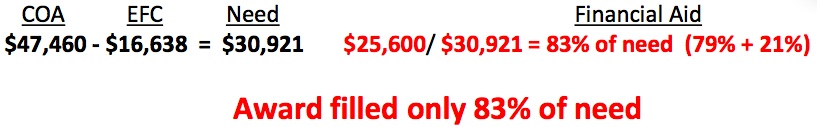 COA EFC Need Financial Aid
$47,460 - $16,638 = $30,921 $25,600/ $30,921 = 83% of need (79% + 21%)
Award filled only 83% of need